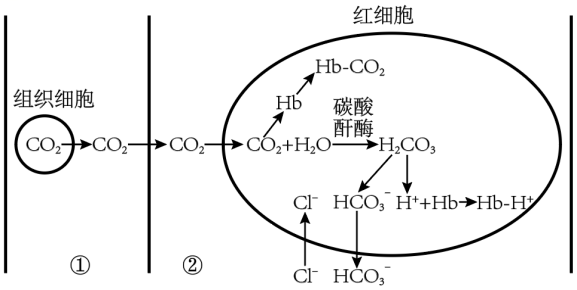 红细胞
Hb-CO₂
组织细胞
Hb
碳酸
酐酶
CO₂ CO₂ CO₂ CO₂+H₂O H₂CO₃
Cl⁻ HCO₃⁻ H⁺+Hb Hb-H⁺
① ② Cl⁻ HCO₃⁻